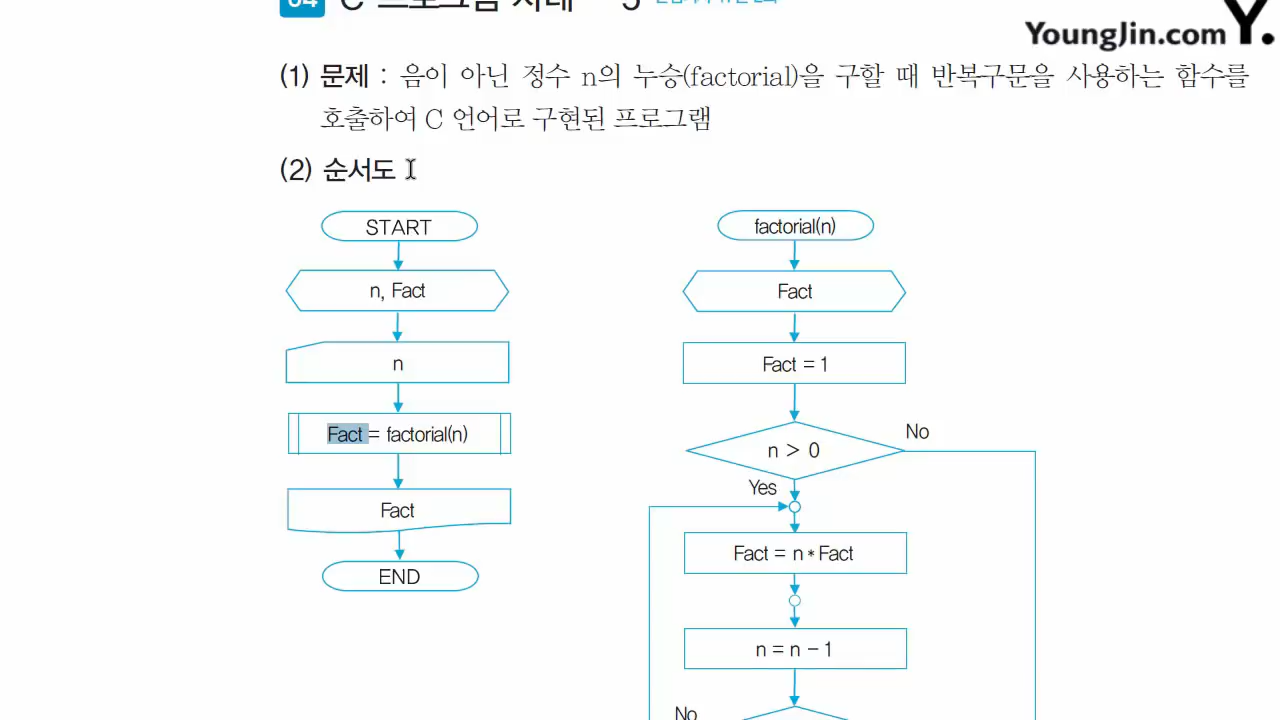 04
YoungJin.com Y.
(1) 문제 : 음이 아닌 정수 n의 누승(factorial)을 구할 때 반복구문을 사용하는 함수를
호출하여 C 언어로 구현된 프로그램
(2) 순서도
START
n, Fact
n
Fact = factorial(n)
Fact
END
factorial(n)
Fact
Fact = 1
n > 0
No
Yes
Fact = n * Fact
n = n - 1
No